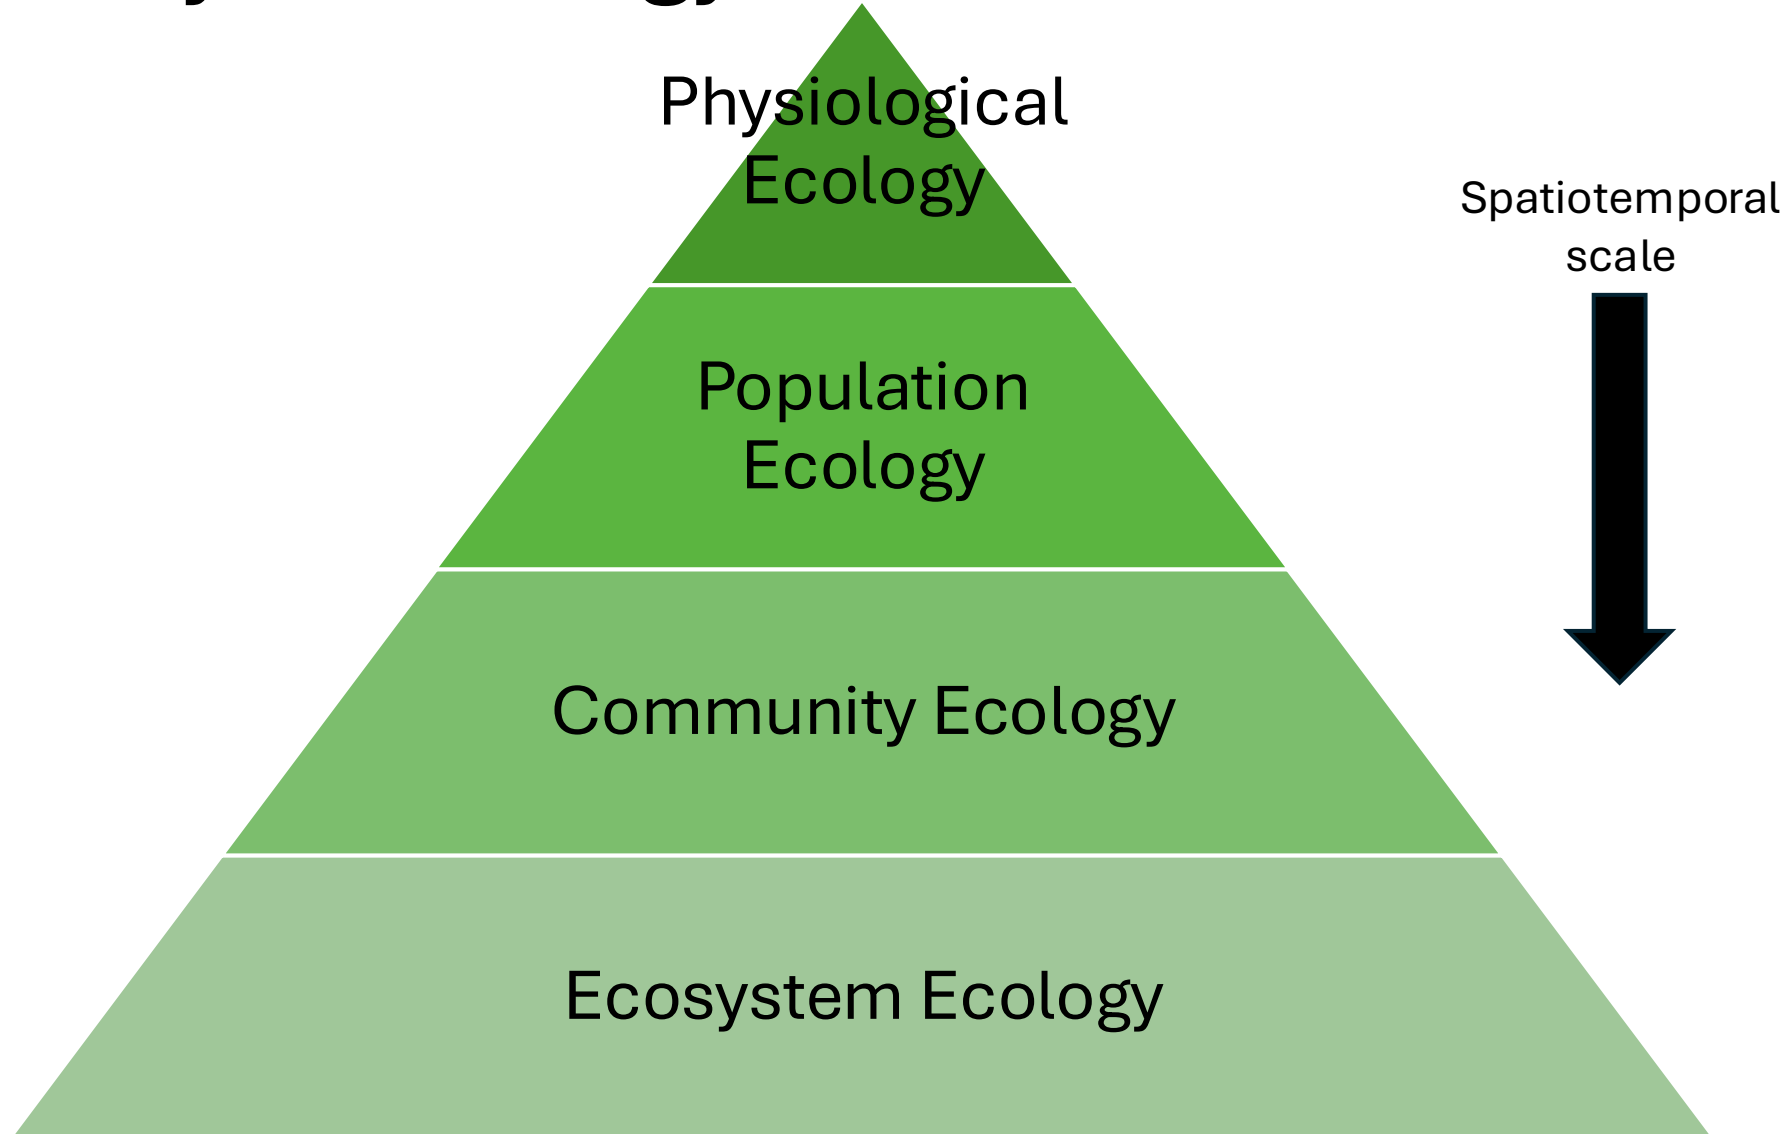 Physiological
Ecology
Spatiotemporal
scale
Population
Ecology
Community Ecology
Ecosystem Ecology